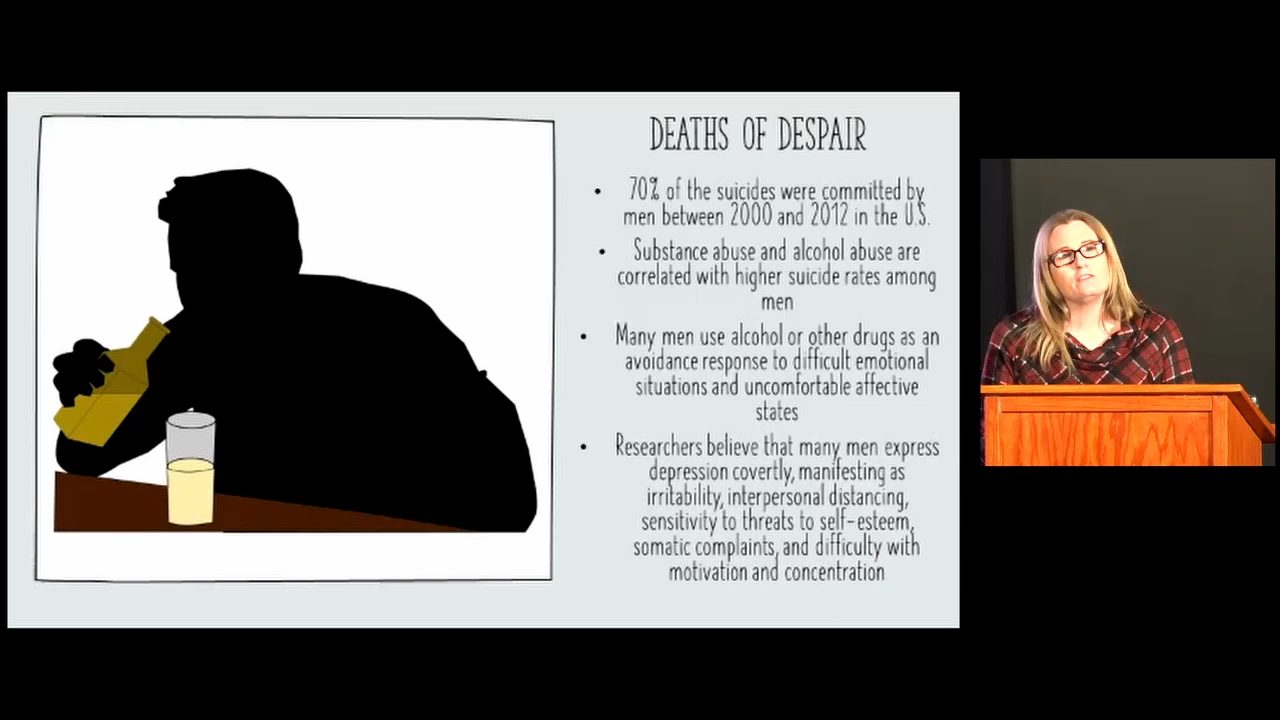 DEATHS OF DESPAIR
• 70% of the suicides were committed by
men between 2000 and 2012 in the U.S.
• Substance abuse and alcohol abuse are
correlated with higher suicide rates among
men
• Many men use alcohol or other drugs as an
avoidance response to difficult emotional
situations and uncomfortable affective
states
• Researchers believe that many men express
depression covertly, manifesting as
irritability, interpersonal distancing,
sensitivity to threats to self-esteem,
somatic complaints, and difficulty with
motivation and concentration